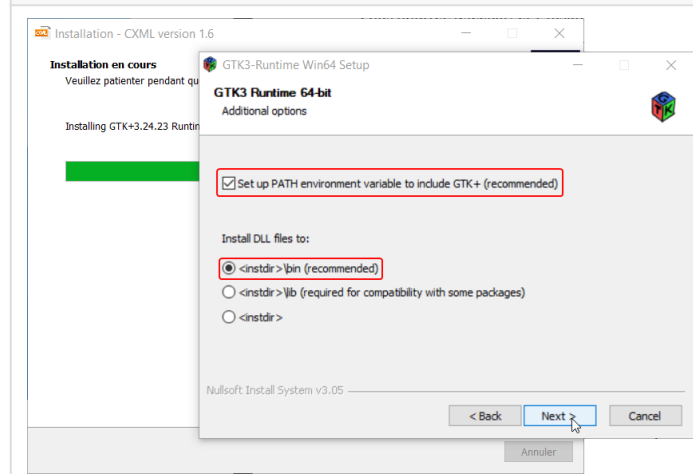 Installation - CXML version 1.6
Installation en cours
Veuillez patienter pendant qu
Installing GTK+3.24.23 Runtin
GTK3-Runtime Win64 Setup
GTK3 Runtime 64-bit
Additional options
Set up PATH environment variable to include GTK+ (recommended)
Install DLL files to:
<instdir>\bin (recommended)
<instdir>\lib (required for compatibility with some packages)
<instdir>
Nullsoft Install System v3.05
< Back Next > Cancel
Annuler